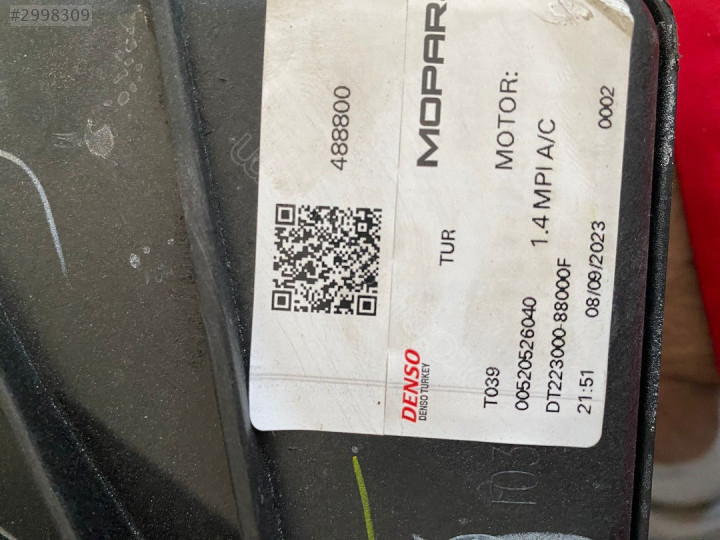 #2998309
488800
MOPAR
TUR
MOTOR:
1.4 MPI A/C
DENSO
DENSO TURKEY
T039
00520526040
DT223000-88000F
21:51
08/09/2023
0002